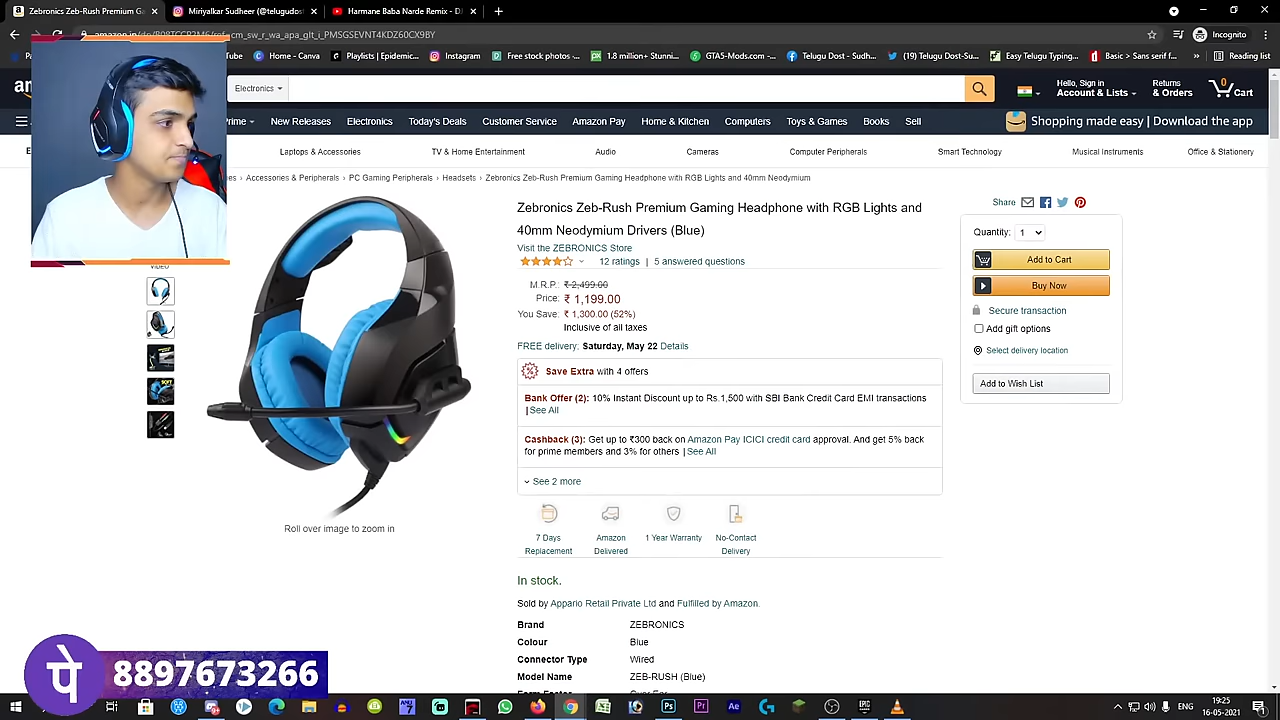 Zebronics Zeb-Rush Premium Ga
Miriyalkar Sudheer (@telugudos
Harmane Baba Narde Remix - D
cm_sw_r_wa_apa_glt_i_PMSGSEVNT4KDZ60CX9BY
Incognito
Home - Canva
Playlists | Epidemic
Instagram
Free stock photos
1.8 million+ Stunni...
GTA5-Mods.com -...
Telugu Dost - Sudh...
(19) Telugu Dost-Su...
Easy Telugu Typing...
Basic > Sans serif f...
Reading list
Electronics
Hello, Sign in
Account & Lists
Returns
& Orders
0
Cart
Prime
New Releases
Electronics
Today's Deals
Customer Service
Amazon Pay
Home & Kitchen
Computers
Toys & Games
Books
Sell
Shopping made easy | Download the app
Laptops & Accessories
TV & Home Entertainment
Audio
Cameras
Computer Peripherals
Smart Technology
Musical Instruments
Office & Stationery
› Accessories & Peripherals › PC Gaming Peripherals › Headsets › Zebronics Zeb-Rush Premium Gaming Headphone with RGB Lights and 40mm Neodymium
VIDEO
Roll over image to zoom in
Zebronics Zeb-Rush Premium Gaming Headphone with RGB Lights and
40mm Neodymium Drivers (Blue)
Visit the ZEBRONICS Store
12 ratings | 5 answered questions
M.R.P.: ₹ 2,499.00
Price: ₹ 1,199.00
You Save: ₹ 1,300.00 (52%)
Inclusive of all taxes
FREE delivery: Saturday, May 22 Details
Save Extra with 4 offers
Bank Offer (2): 10% Instant Discount up to Rs.1,500 with SBI Bank Credit Card EMI transactions
| See All
Cashback (3): Get up to ₹300 back on Amazon Pay ICICI credit card approval. And get 5% back
for prime members and 3% for others | See All
See 2 more
7 Days
Replacement
Amazon
Delivered
1 Year Warranty
No-Contact
Delivery
In stock.
Sold by Appario Retail Private Ltd and Fulfilled by Amazon.
Brand ZEBRONICS
Colour Blue
Connector Type Wired
Model Name ZEB-RUSH (Blue)
Share
Quantity: 1
Add to Cart
Buy Now
Secure transaction
Add gift options
Select delivery location
Add to Wish List
पे 8897673266
ENG
19:25
16-05-2021